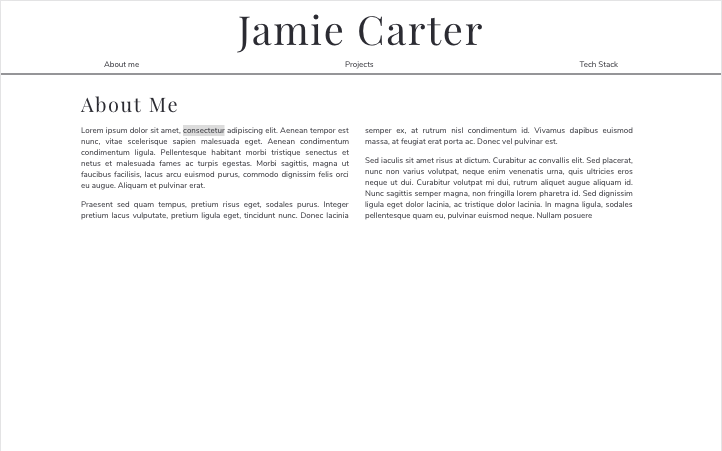 Jamie Carter
About me
Projects
Tech Stack
About Me
Lorem ipsum dolor sit amet, consectetur adipiscing elit. Aenean tempor est
nunc, vitae scelerisque sapien malesuada eget. Aenean condimentum
condimentum ligula. Pellentesque habitant morbi tristique senectus et
netus et malesuada fames ac turpis egestas. Morbi sagittis, magna ut
faucibus facilisis, lacus arcu euismod purus, commodo dignissim felis orci
eu augue. Aliquam et pulvinar erat.
Praesent sed quam tempus, pretium risus eget, sodales purus. Integer
pretium lacus vulputate, pretium ligula eget, tincidunt nunc. Donec lacinia
semper ex, at rutrum nisl condimentum id. Vivamus dapibus euismod
massa, at feugiat erat porta ac. Donec vel pulvinar est.
Sed iaculis sit amet risus at dictum. Curabitur ac convallis elit. Sed placerat,
nunc non varius volutpat, neque enim venenatis urna, quis ultricies eros
neque ut dui. Curabitur volutpat mi dui, rutrum aliquet augue aliquam id.
Nunc sagittis semper magna, non fringilla lorem pharetra id. Sed dignissim
ligula eget dolor lacinia, ac tristique dolor lacinia. In magna ligula, sodales
pellentesque quam eu, pulvinar euismod neque. Nullam posuere